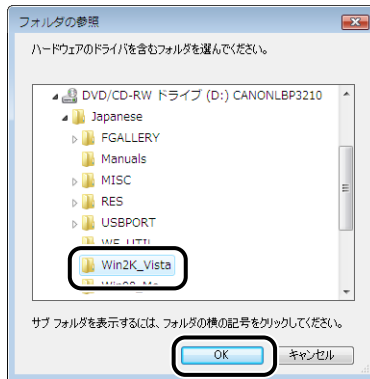 フォルダの参照
ハードウェアのドライバを含むフォルダを選んでください。
DVD/CD-RW ドライブ (D:) CANONLBP3210
Japanese
FGALLERY
Manuals
MISC
RES
USBPORT
Win2K_Vista
サブ フォルダを表示するには、フォルダの横の記号をクリックしてください。
OK
キャンセル